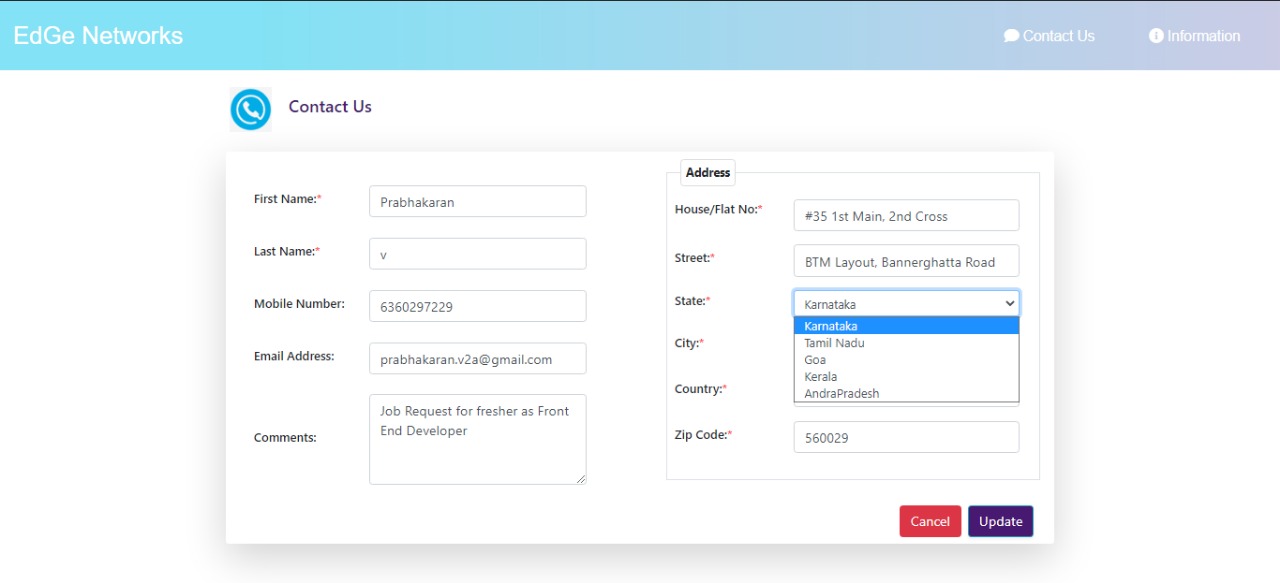 EdGe Networks
Contact Us
Information
Contact Us
First Name:*
Prabhakaran
Last Name:*
v
Mobile Number:
6360297229
Email Address:
prabhakaran.v2a@gmail.com
Comments:
Job Request for fresher as Front
End Developer
Address
House/Flat No:*
#35 1st Main, 2nd Cross
Street:*
BTM Layout, Bannerghatta Road
State:*
Karnataka
Karnataka
Tamil Nadu
Goa
Kerala
AndraPradesh
City:*
Country:*
Zip Code:*
560029
Cancel
Update